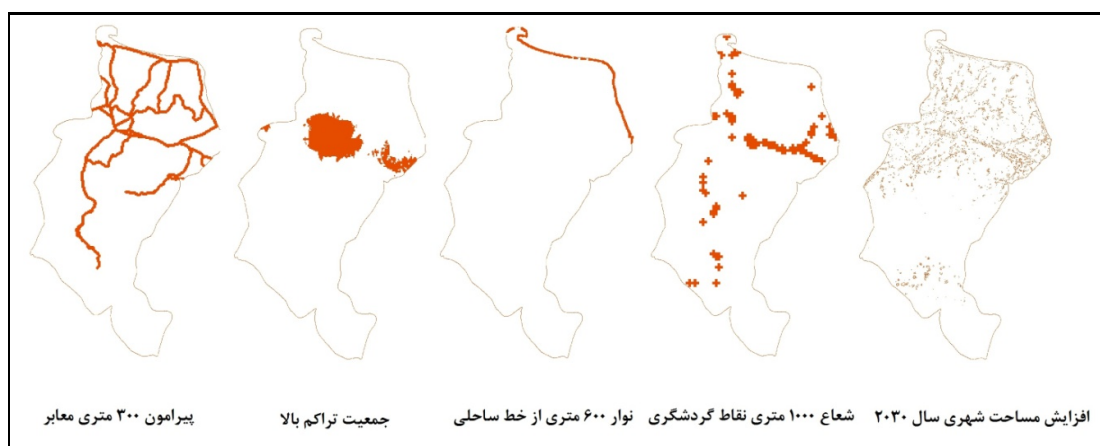 افزایش مساحت شهری سال ۲۰۳۰
شعاع ۱۰۰۰ متری نقاط گردشگری
نوار ۶۰۰ متری از خط ساحلی
جمعیت تراکم بالا
پیرامون ۳۰۰ متری معابر